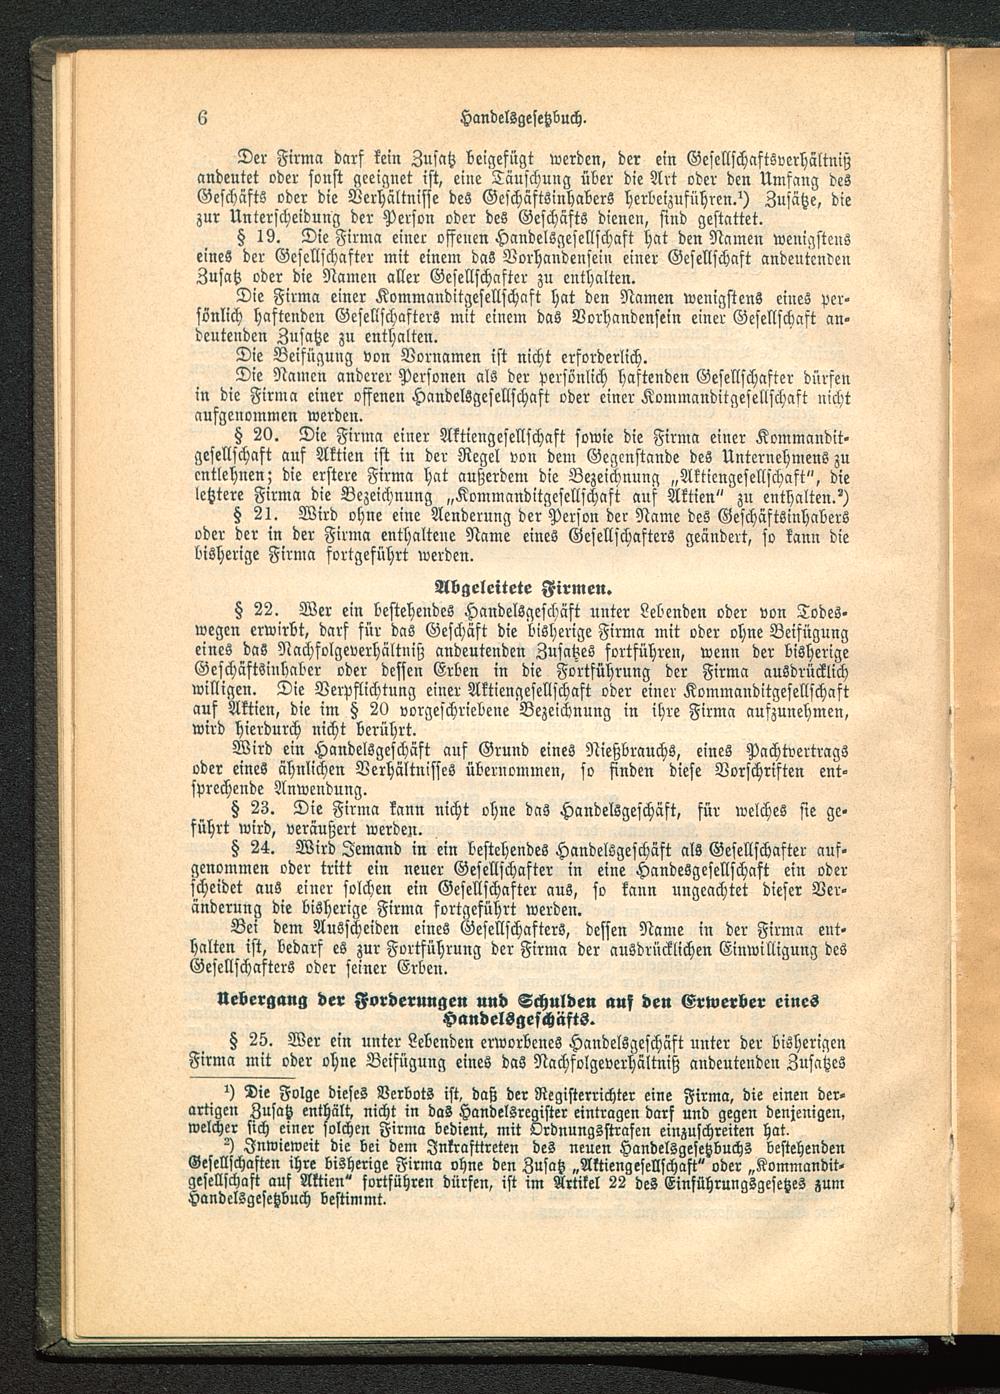 6
Handelsgesetzbuch.
Der Firma darf kein Zusatz beigefügt werden, der ein Gesellschaftsverhältniß
andeutet oder sonst geeignet ist, eine Täuschung über die Art oder den Umfang des
Geschäfts oder die Verhältnisse des Geschäftsinhabers herbeizuführen.¹) Zusätze, die
zur Unterscheidung der Person oder des Geschäfts dienen, sind gestattet.
§ 19. Die Firma einer offenen Handelsgesellschaft hat den Namen wenigstens
eines der Gesellschafter mit einem das Vorhandensein einer Gesellschaft andeutenden
Zusatz oder die Namen aller Gesellschafter zu enthalten.
Die Firma einer Kommanditgesellschaft hat den Namen wenigstens eines per-
sönlich haftenden Gesellschafters mit einem das Vorhandensein einer Gesellschaft an-
deutenden Zusatze zu enthalten.
Die Beifügung von Vornamen ist nicht erforderlich.
Die Namen anderer Personen als der persönlich haftenden Gesellschafter dürfen
in die Firma einer offenen Handelsgesellschaft oder einer Kommanditgesellschaft nicht
aufgenommen werden.
§ 20. Die Firma einer Aktiengesellschaft sowie die Firma einer Kommandit-
gesellschaft auf Aktien ist in der Regel von dem Gegenstande des Unternehmens zu
entlehnen; die erstere Firma hat außerdem die Bezeichnung „Aktiengesellschaft“, die
letztere Firma die Bezeichnung „Kommanditgesellschaft auf Aktien“ zu enthalten.²)
§ 21. Wird ohne eine Aenderung der Person der Name des Geschäftsinhabers
oder der in der Firma enthaltene Name eines Gesellschafters geändert, so kann die
bisherige Firma fortgeführt werden.
Abgeleitete Firmen.
§ 22. Wer ein bestehendes Handelsgeschäft unter Lebenden oder von Todes-
wegen erwirbt, darf für das Geschäft die bisherige Firma mit oder ohne Beifügung
eines das Nachfolgeverhältniß andeutenden Zusatzes fortführen, wenn der bisherige
Geschäftsinhaber oder dessen Erben in die Fortführung der Firma ausdrücklich
willigen. Die Verpflichtung einer Aktiengesellschaft oder einer Kommanditgesellschaft
auf Aktien, die im § 20 vorgeschriebene Bezeichnung in ihre Firma aufzunehmen,
wird hierdurch nicht berührt.
Wird ein Handelsgeschäft auf Grund eines Nießbrauchs, eines Pachtvertrags
oder eines ähnlichen Verhältnisses übernommen, so finden diese Vorschriften ent-
sprechende Anwendung.
§ 23. Die Firma kann nicht ohne das Handelsgeschäft, für welches sie ge-
führt wird, veräußert werden.
§ 24. Wird Jemand in ein bestehendes Handelsgeschäft als Gesellschafter auf-
genommen oder tritt ein neuer Gesellschafter in eine Handesgesellschaft ein oder
scheidet aus einer solchen ein Gesellschafter aus, so kann ungeachtet dieser Ver-
änderung die bisherige Firma fortgeführt werden.
Bei dem Ausscheiden eines Gesellschafters, dessen Name in der Firma ent-
halten ist, bedarf es zur Fortführung der Firma der ausdrücklichen Einwilligung des
Gesellschafters oder seiner Erben.
Uebergang der Forderungen und Schulden auf den Erwerber eines
Handelsgeschäfts.
§ 25. Wer ein unter Lebenden erworbenes Handelsgeschäft unter der bisherigen
Firma mit oder ohne Beifügung eines das Nachfolgeverhältniß andeutenden Zusatzes
¹) Die Folge dieses Verbots ist, daß der Registerrichter eine Firma, die einen der-
artigen Zusatz enthält, nicht in das Handelsregister eintragen darf und gegen denjenigen,
welcher sich einer solchen Firma bedient, mit Ordnungsstrafen einzuschreiten hat.
²) Inwieweit die bei dem Inkrafttreten des neuen Handelsgesetzbuchs bestehenden
Gesellschaften ihre bisherige Firma ohne den Zusatz „Aktiengesellschaft“ oder „Kommandit-
gesellschaft auf Aktien“ fortführen dürfen, ist im Artikel 22 des Einführungsgesetzes zum
Handelsgesetzbuch bestimmt.